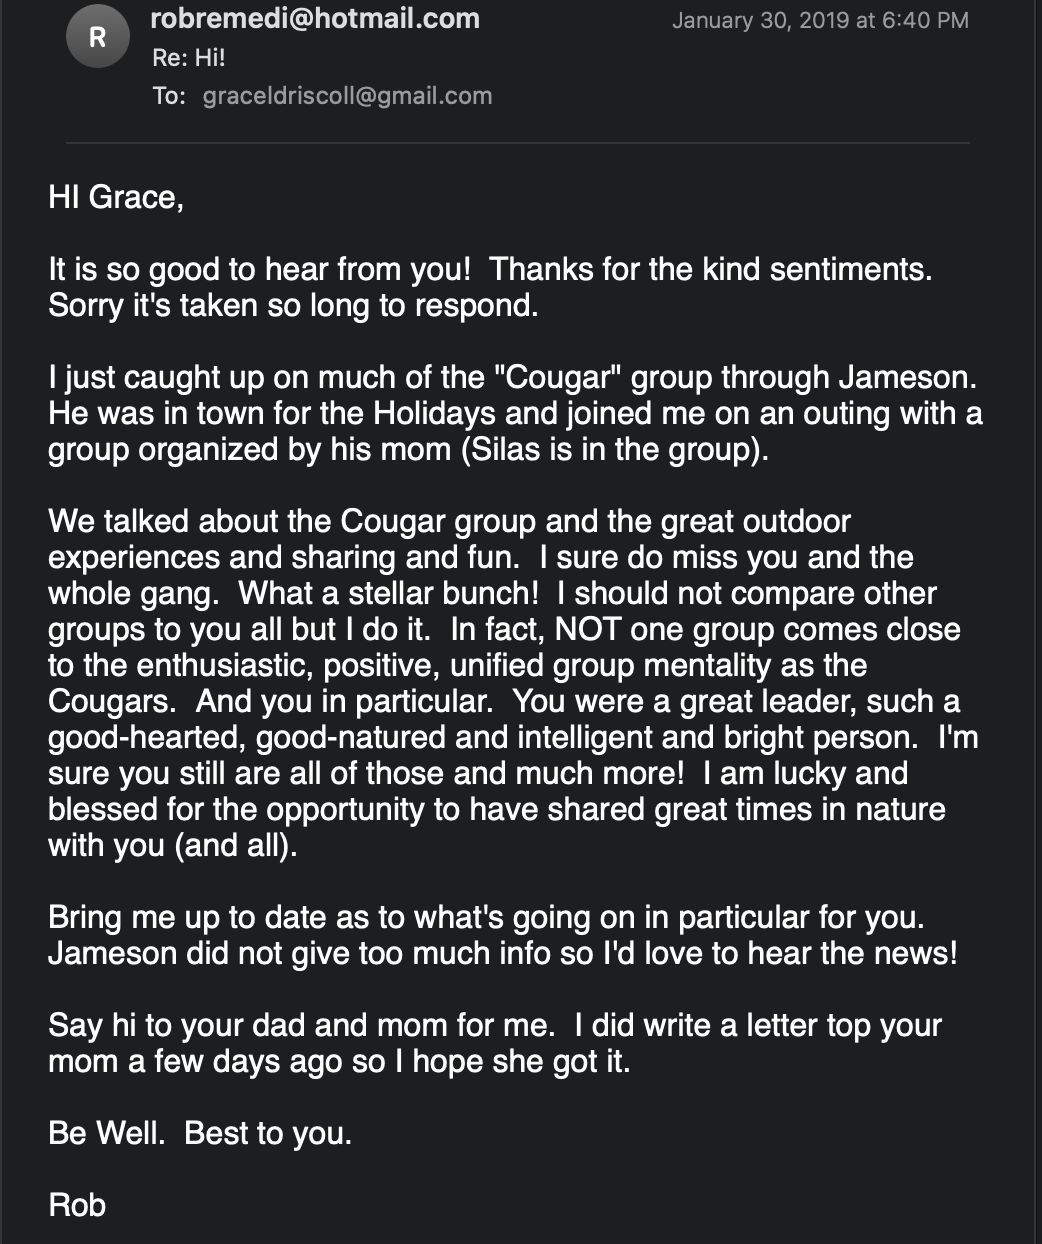 R
robremedi@hotmail.com
January 30, 2019 at 6:40 PM
Re: Hi!
To: graceldriscoll@gmail.com
HI Grace,
It is so good to hear from you!  Thanks for the kind sentiments.
Sorry it's taken so long to respond.
I just caught up on much of the "Cougar" group through Jameson.
He was in town for the Holidays and joined me on an outing with a
group organized by his mom (Silas is in the group).
We talked about the Cougar group and the great outdoor
experiences and sharing and fun.  I sure do miss you and the
whole gang.  What a stellar bunch!  I should not compare other
groups to you all but I do it.  In fact, NOT one group comes close
to the enthusiastic, positive, unified group mentality as the
Cougars.  And you in particular.  You were a great leader, such a
good-hearted, good-natured and intelligent and bright person.  I'm
sure you still are all of those and much more!  I am lucky and
blessed for the opportunity to have shared great times in nature
with you (and all).
Bring me up to date as to what's going on in particular for you.
Jameson did not give too much info so I'd love to hear the news!
Say hi to your dad and mom for me.  I did write a letter top your
mom a few days ago so I hope she got it.
Be Well.  Best to you.
Rob